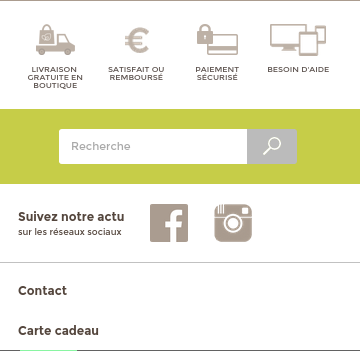 LIVRAISON
GRATUITE EN
BOUTIQUE
SATISFAIT OU
REMBOURSÉ
PAIEMENT
SÉCURISÉ
BESOIN D'AIDE
Recherche
Suivez notre actu
sur les réseaux sociaux
Contact
Carte cadeau